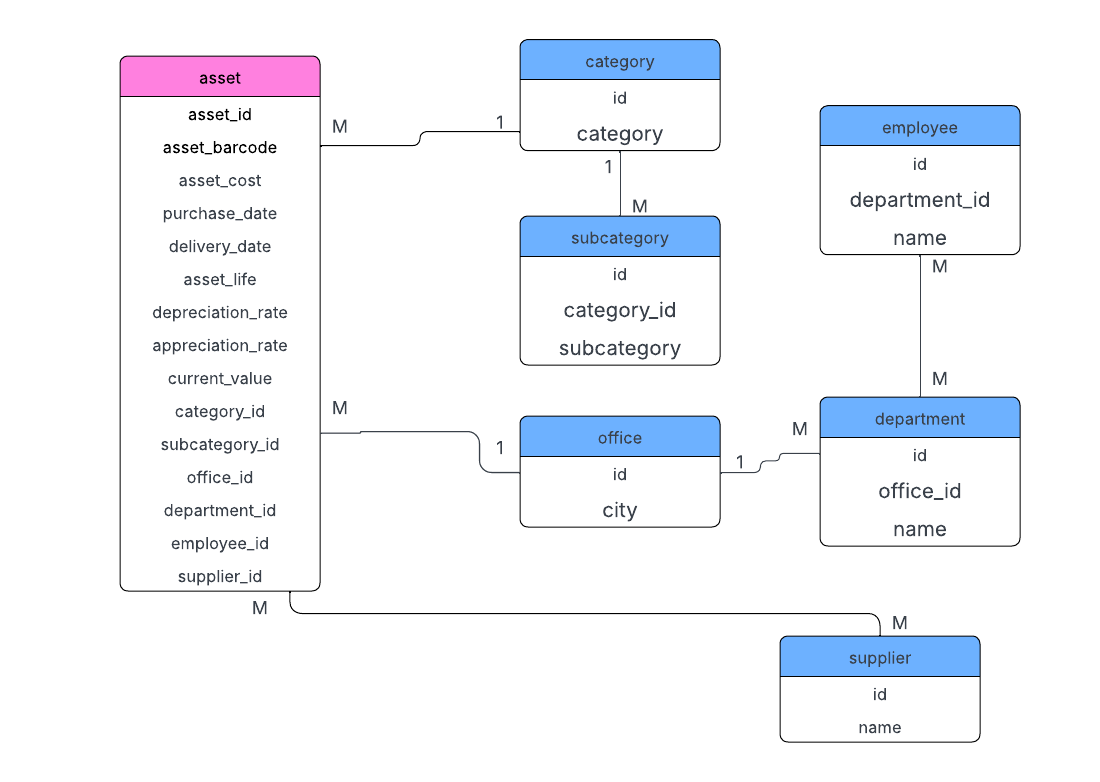 asset
asset_id
asset_barcode
asset_cost
purchase_date
delivery_date
asset_life
depreciation_rate
appreciation_rate
current_value
category_id
subcategory_id
office_id
department_id
employee_id
supplier_id
M
1
category
id
category
1
M
subcategory
id
category_id
subcategory
employee
id
department_id
name
M
M
M
1
office
id
city
1
M
department
id
office_id
name
M
M
supplier
id
name